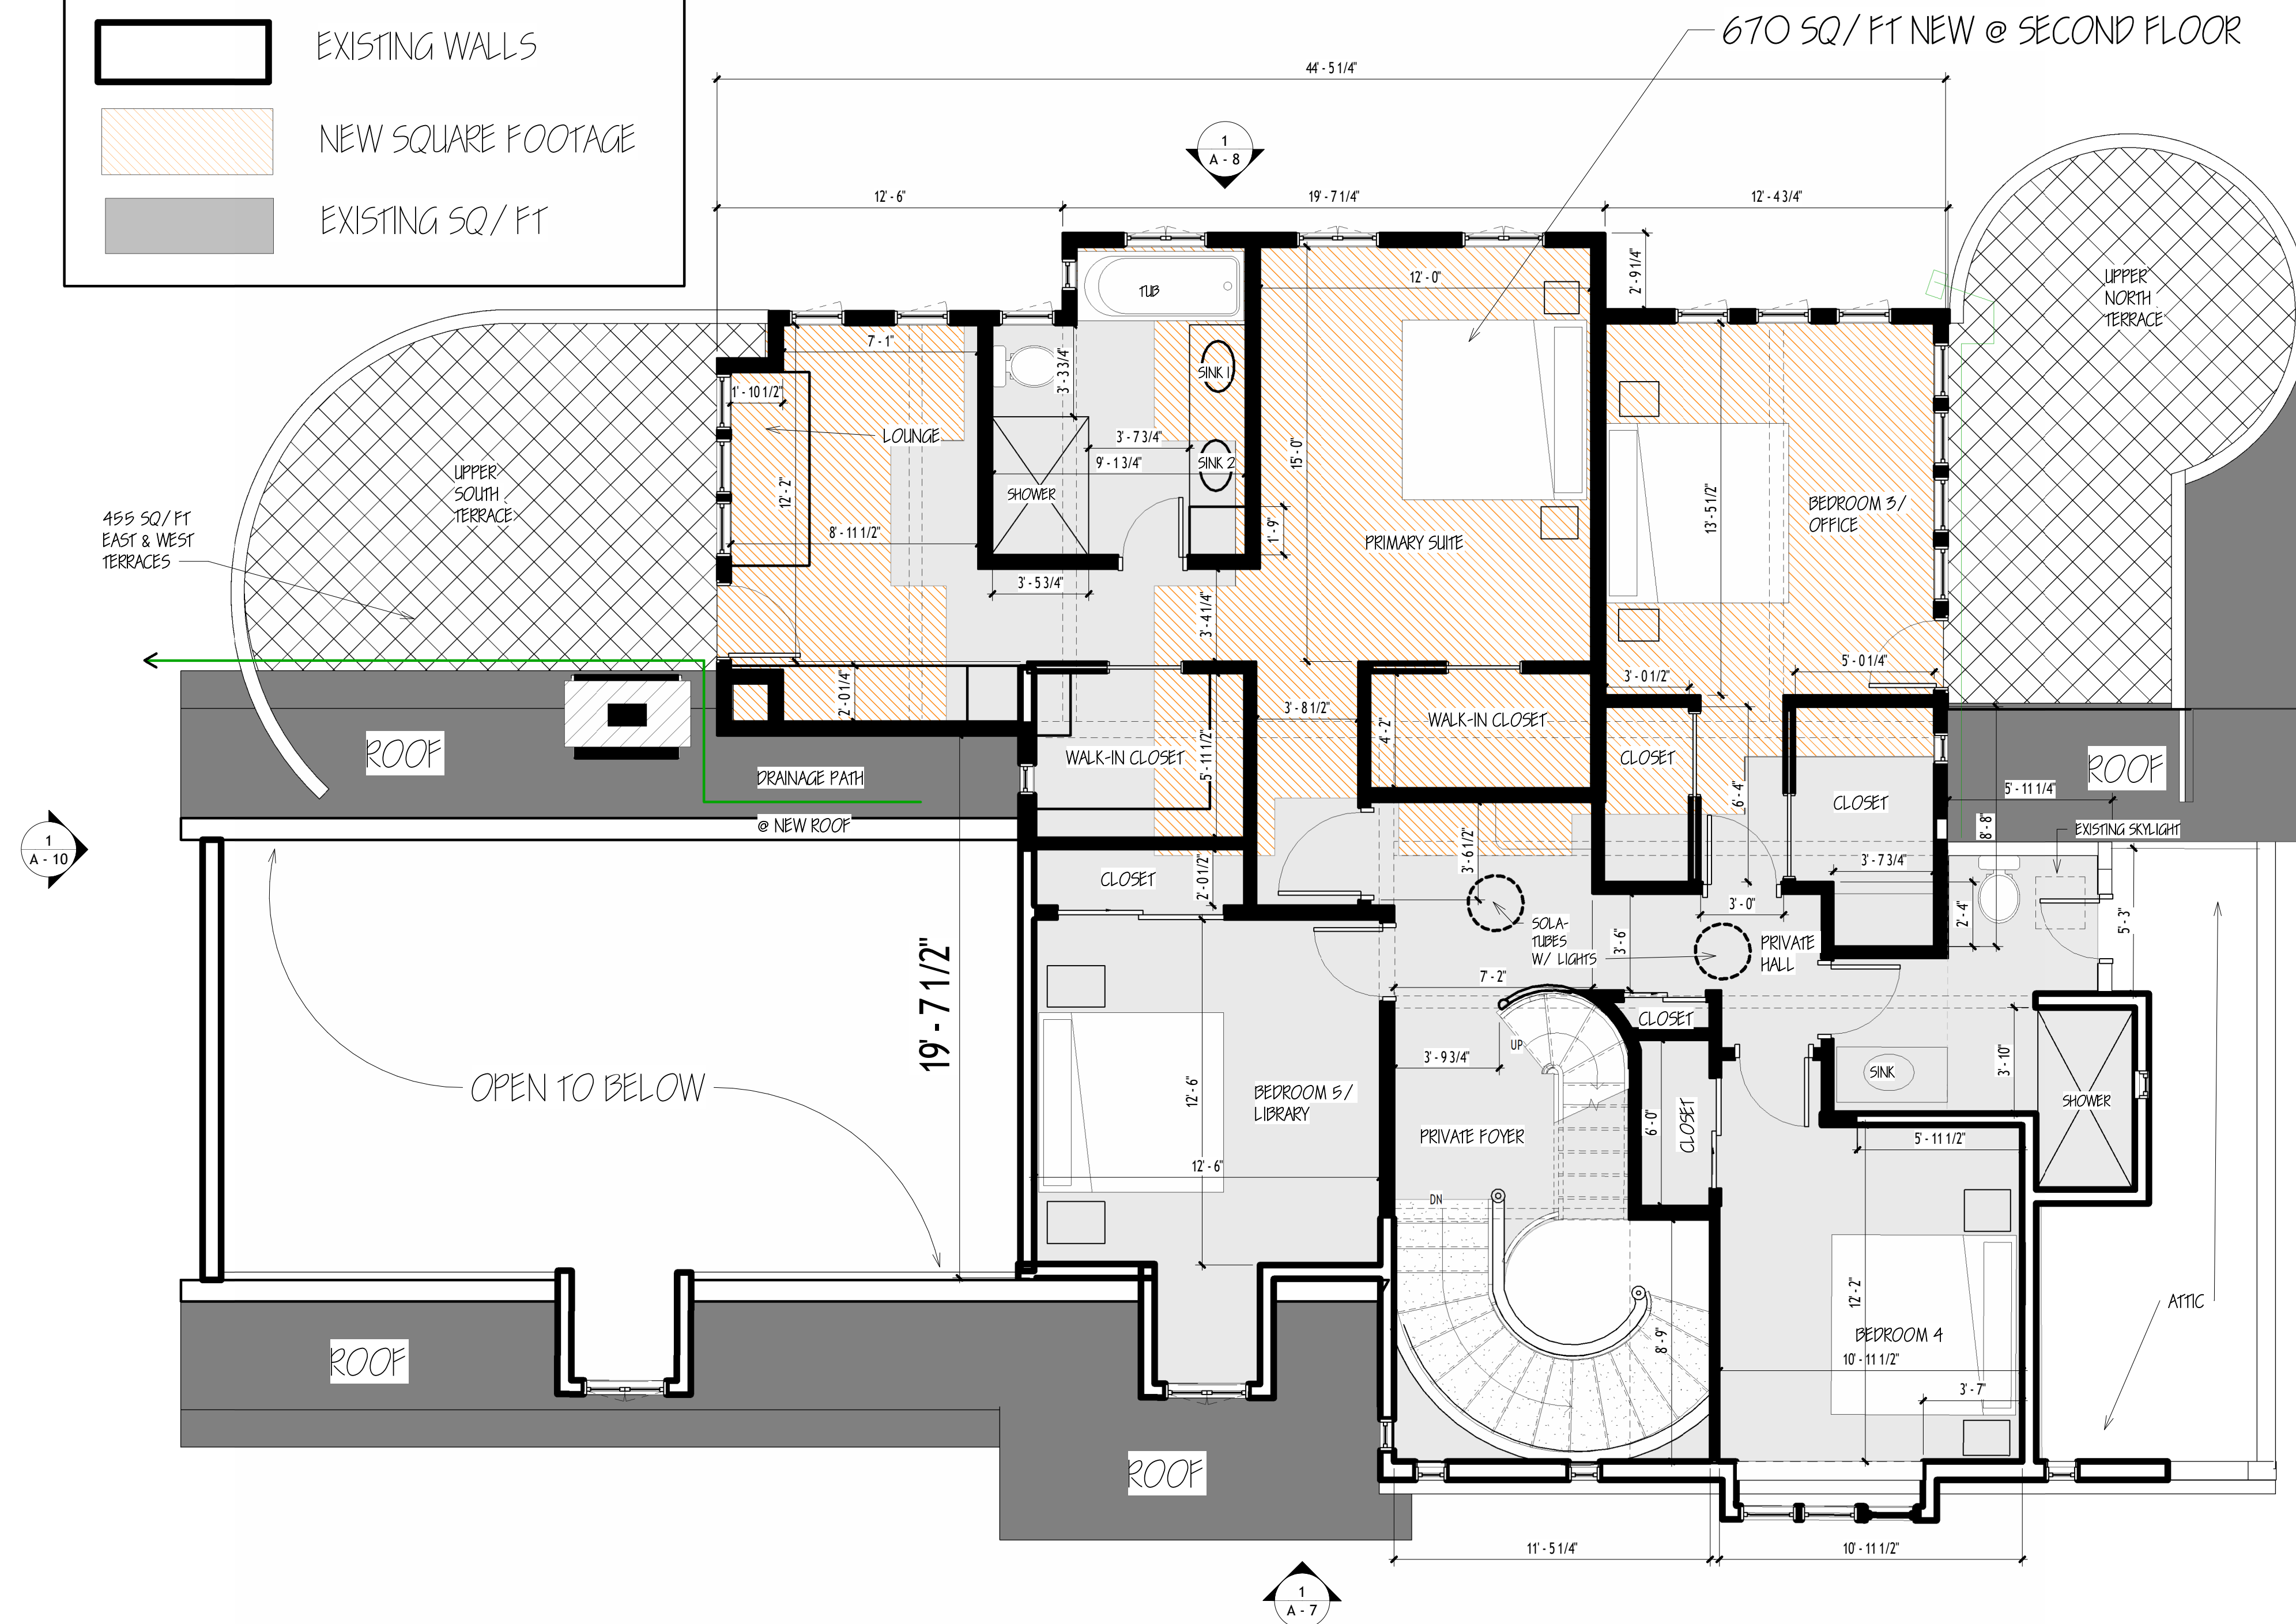 EXISTING WALLS
NEW SQUARE FOOTAGE
EXISTING SQ/ FT
670 SQ/ FT NEW @ SECOND FLOOR
44' - 5 1/4"
1
A - 8
12' - 6"
19' - 7 1/4"
12' - 4 3/4"
2' - 9 1/4"
UPPER
NORTH
TERRACE
TUB
12' - 0"
7' - 1"
3' - 3 3/4"
SINK 1
1' - 10 1/2"
LOUNGE
3' - 7 3/4"
9' - 1 3/4"
SINK 2
15' - 0"
UPPER
SOUTH
TERRACE
12' - 2"
SHOWER
13' - 5 1/2"
BEDROOM 3/
OFFICE
455 SQ/ FT
EAST & WEST
TERRACES
8' - 11 1/2"
1' - 9"
PRIMARY SUITE
3' - 5 3/4"
3' - 4 1/4"
2' - 0 1/4"
3' - 0 1/2"
5' - 0 1/4"
3' - 8 1/2"
4' - 2"
WALK-IN CLOSET
ROOF
DRAINAGE PATH
@ NEW ROOF
WALK-IN CLOSET
5' - 11 1/2"
CLOSET
6' - 4"
CLOSET
ROOF
5' - 11 1/4"
8' - 8"
EXISTING SKYLIGHT
1
A - 10
CLOSET
2' - 0 1/2"
3' - 6 1/2"
3' - 7 3/4"
3' - 0"
2' - 4"
5' - 3"
SOLA-
TUBES
W/ LIGHTS
3' - 6"
PRIVATE
HALL
7' - 2"
19' - 7 1/2"
CLOSET
UP
3' - 9 3/4"
OPEN TO BELOW
12' - 6"
BEDROOM 5/
LIBRARY
12' - 6"
PRIVATE FOYER
6' - 0"
CLOSET
SINK
3' - 10"
SHOWER
5' - 11 1/2"
DN
ATTIC
ROOF
8' - 9"
12' - 2"
BEDROOM 4
10' - 11 1/2"
3' - 7"
ROOF
11' - 5 1/4"
10' - 11 1/2"
1
A - 7